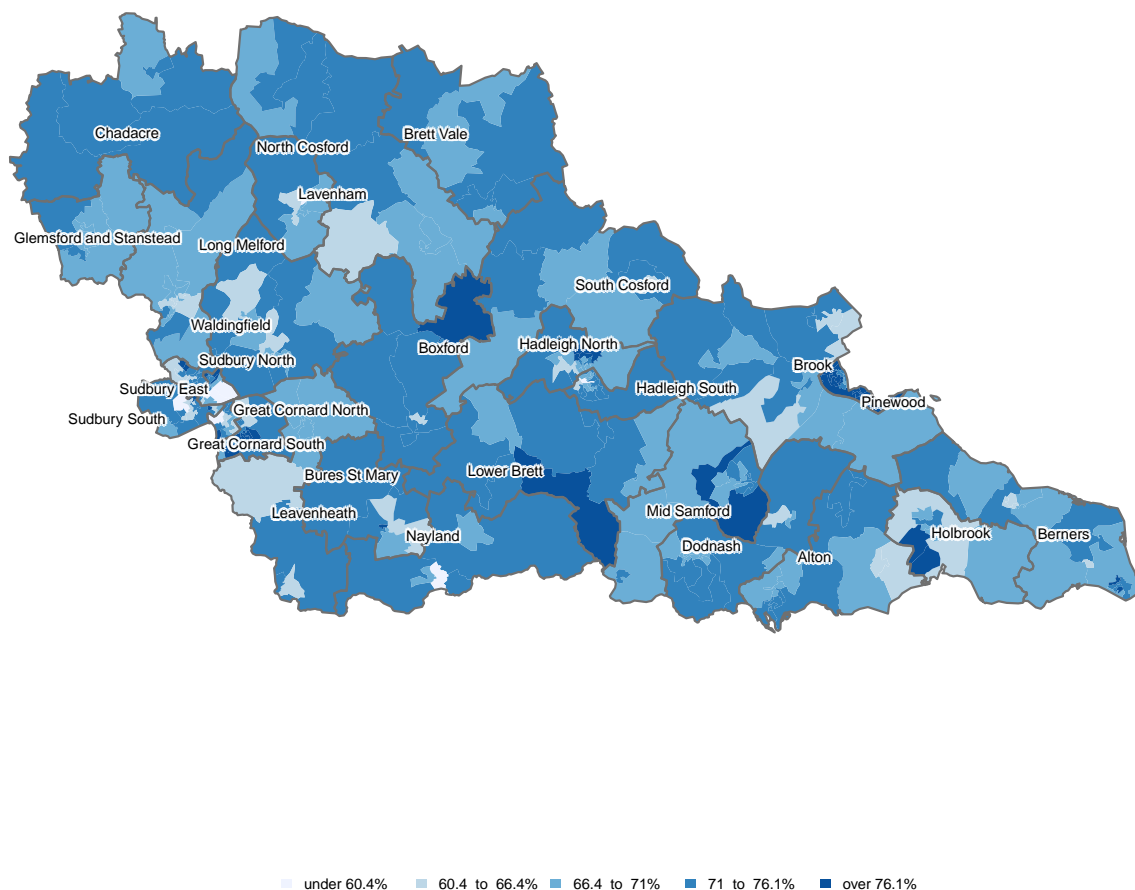 Chadacre
Brett Vale
North Cosford
Lavenham
Glemsford and Stanstead
Long Melford
South Cosford
Waldingfield
Hadleigh North
Boxford
Sudbury North
Brook
Sudbury East
Hadleigh South
Pinewood
Great Cornard North
Sudbury South
Great Cornard South
Lower Brett
Bures St Mary
Leavenheath
Mid Samford
Nayland
Holbrook
Berners
Dodnash
Alton
under 60.4% 60.4 to 66.4% 66.4 to 71% 71 to 76.1% over 76.1%